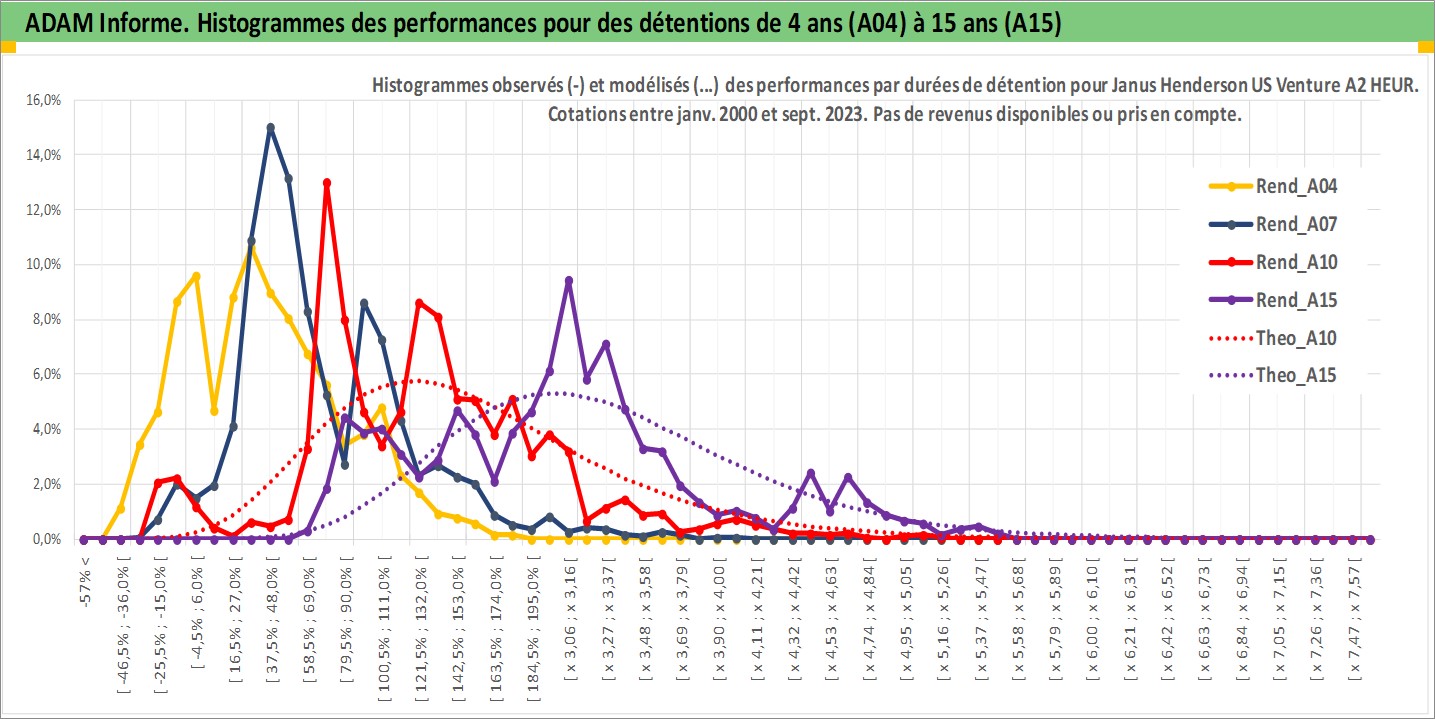 ADAM Informe. Histogrammes des performances pour des détentions de 4 ans (A04) à 15 ans (A15)
Histogrammes observés (-) et modélisés (...) des performances par durées de détention pour Janus Henderson US Venture A2 HEUR.
Cotations entre janv. 2000 et sept. 2023. Pas de revenus disponibles ou pris en compte.
16,0%
14,0%
12,0%
10,0%
8,0%
6,0%
4,0%
2,0%
0,0%
Rend_A04
Rend_A07
Rend_A10
Rend_A15
Theo_A10
Theo_A15
-57% <
[ -46,5% ; -36,0% [
[ -25,5% ; -15,0% [
[ -4,5% ; 6,0% [
[ 16,5% ; 27,0% [
[ 37,5% ; 48,0% [
[ 58,5% ; 69,0% [
[ 79,5% ; 90,0% [
[ 100,5% ; 111,0% [
[ 121,5% ; 132,0% [
[ 142,5% ; 153,0% [
[ 163,5% ; 174,0% [
[ 184,5% ; 195,0% [
[ x 3,06 ; x 3,16 [
[ x 3,27 ; x 3,37 [
[ x 3,48 ; x 3,58 [
[ x 3,69 ; x 3,79 [
[ x 3,90 ; x 4,00 [
[ x 4,11 ; x 4,21 [
[ x 4,32 ; x 4,42 [
[ x 4,53 ; x 4,63 [
[ x 4,74 ; x 4,84 [
[ x 4,95 ; x 5,05 [
[ x 5,16 ; x 5,26 [
[ x 5,37 ; x 5,47 [
[ x 5,58 ; x 5,68 [
[ x 5,79 ; x 5,89 [
[ x 6,00 ; x 6,10 [
[ x 6,21 ; x 6,31 [
[ x 6,42 ; x 6,52 [
[ x 6,63 ; x 6,73 [
[ x 6,84 ; x 6,94 [
[ x 7,05 ; x 7,15 [
[ x 7,26 ; x 7,36 [
[ x 7,47 ; x 7,57 [